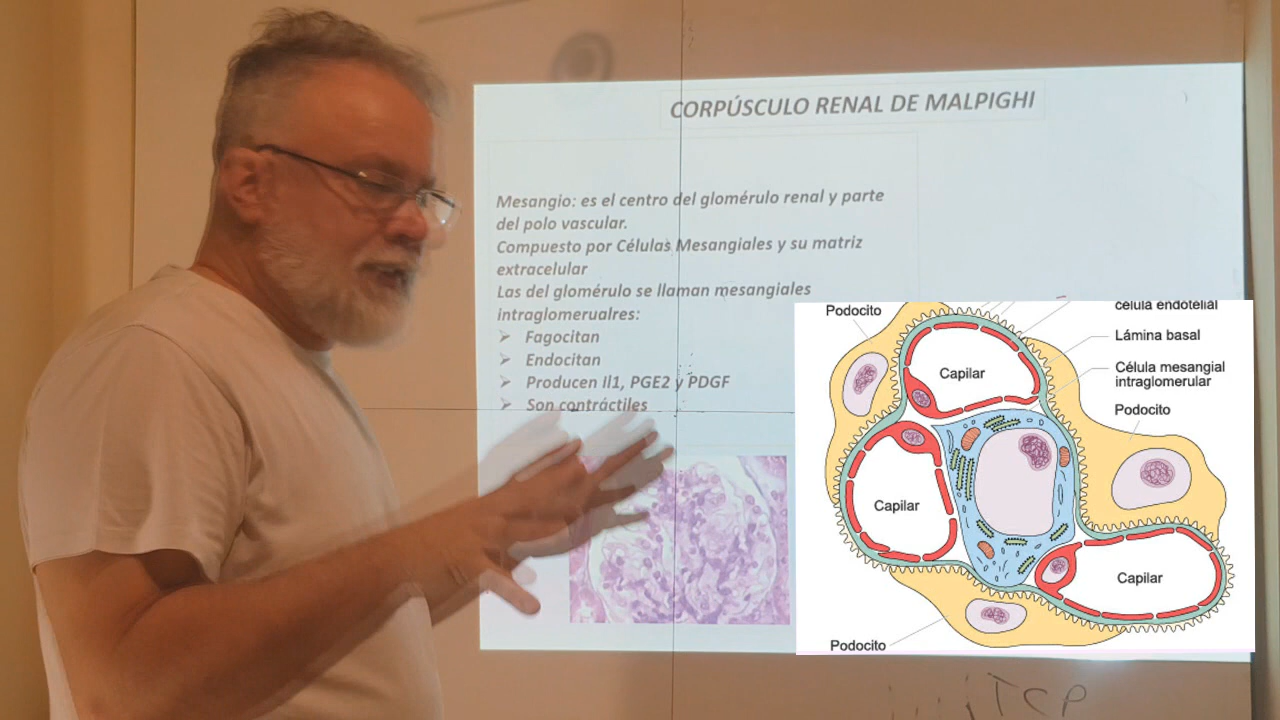 CORPÚSCULO RENAL DE MALPIGHI
Mesangio: es el centro del glomérulo renal y parte
del polo vascular.
Compuesto por Células Mesangiales y su matriz
extracelular
Las del glomérulo se llaman mesangiales
intraglomerualres:
Fagocitan
Endocitan
Producen Il1, PGE2 y PDGF
Son contráctiles
Podocito
célula endotelial
Lámina basal
Célula mesangial
intraglomerular
Podocito
Capilar
Capilar
Capilar
Podocito
TCP